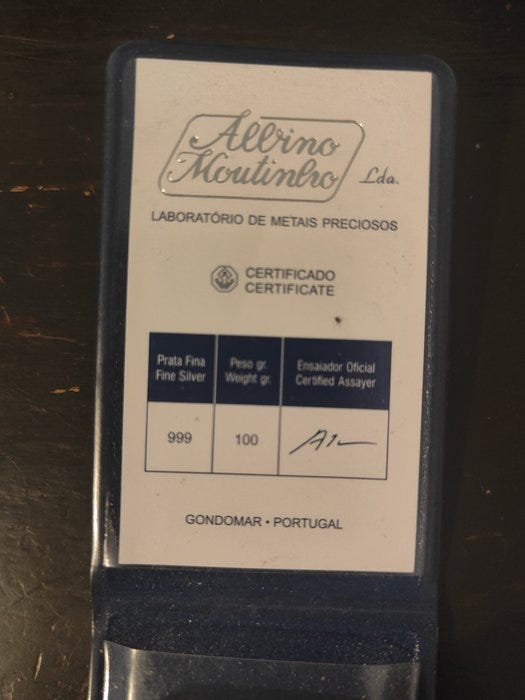 Albino
Moutinho Lda.
LABORATÓRIO DE METAIS PRECIOSOS
CERTIFICADO
CERTIFICATE
Prata Fina
Fine Silver
Peso gr.
Weight gr.
Ensaiador Oficial
Certified Assayer
999
100
GONDOMAR • PORTUGAL